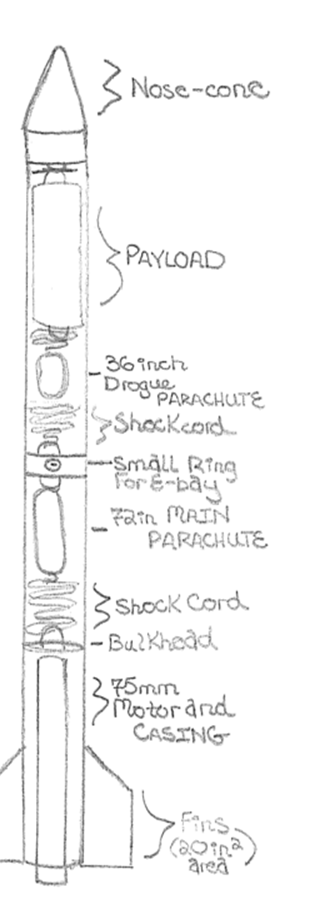 Nose-cone
PAYLOAD
36inch
Drogue
PARACHUTE
Shockcord
Small Ring
For E-bay
72in MAIN
PARACHUTE
Shock Cord
Bulkhead
75mm
Motor and
CASING
Fins
(20in²)
area